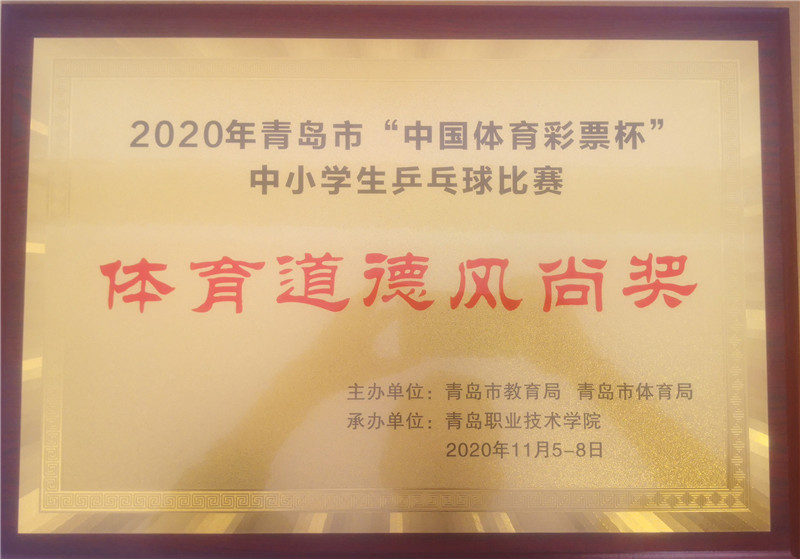 2020年青岛市“中国体育彩票杯”
中小学生乒乓球比赛
体育道德风尚奖
主办单位：青岛市教育局 青岛市体育局
承办单位：青岛职业技术学院
2020年11月5-8日